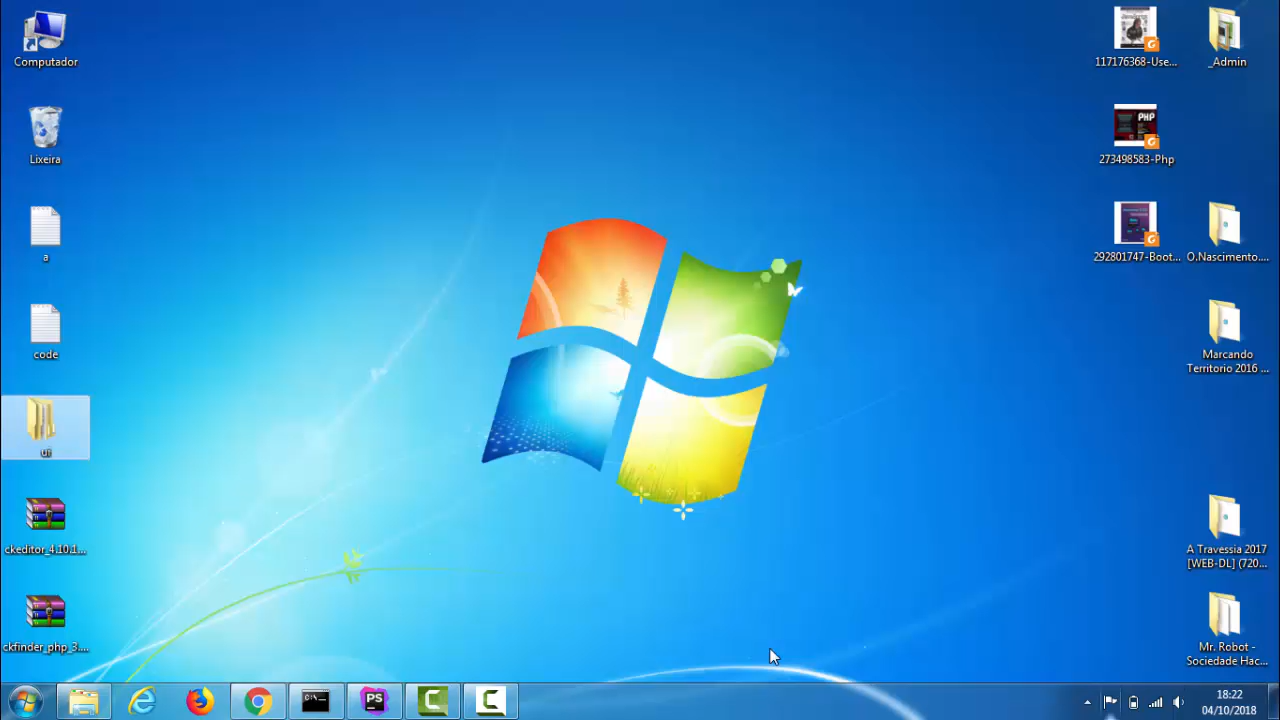 Computador
Lixeira
a
code
ui
ckeditor_4.10.1...
ckfinder_php_3....
117176368-Use...
PHP
273498583-Php
292801747-Boot...
_Admin
O.Nascimento....
Marcando
Territorio 2016 ...
A Travessia 2017
[WEB-DL] (720...
Mr. Robot -
Sociedade Hac...
C:\_
PS
18:22
04/10/2018